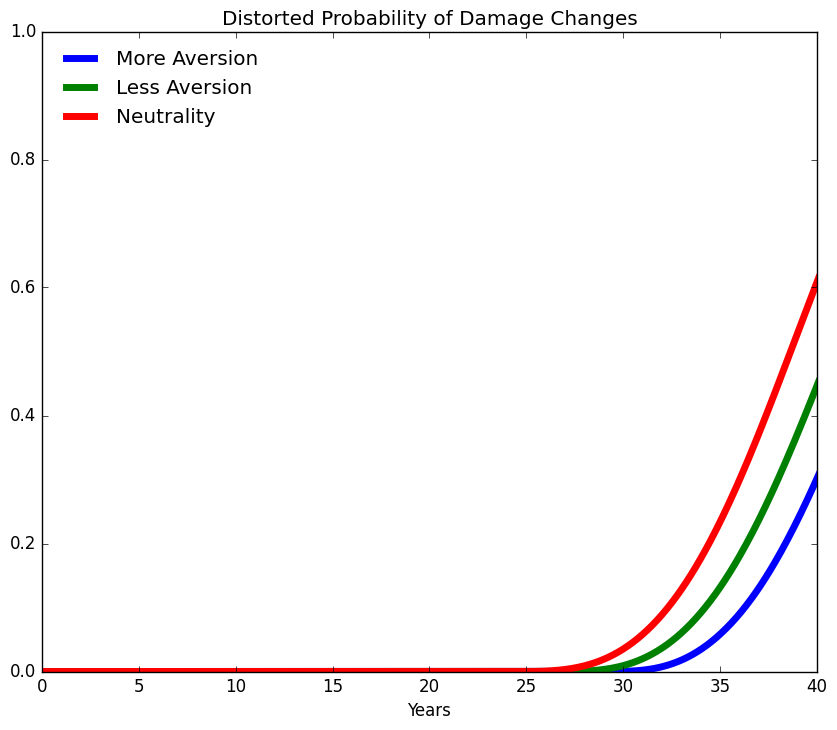 Distorted Probability of Damage Changes
More Aversion
Less Aversion
Neutrality
1.0
0.8
0.6
0.4
0.2
0.0
0 5 10 15 20 25 30 35 40
Years